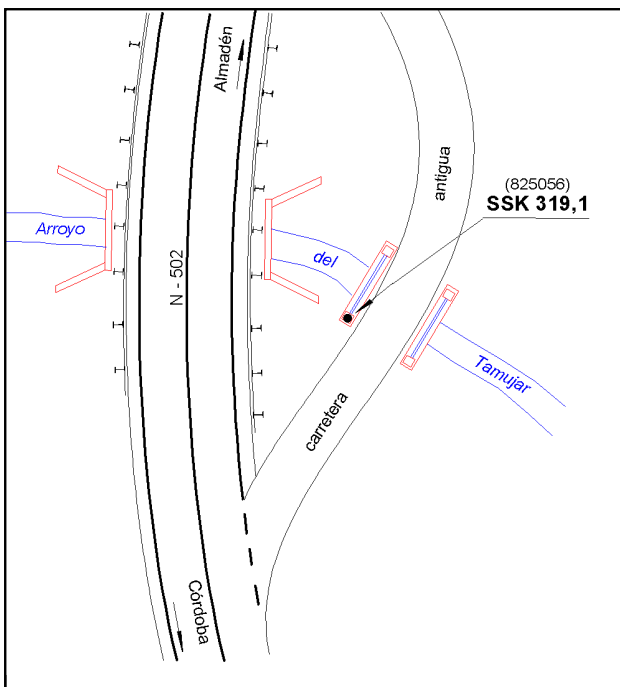 Almadén
antigua
(825056)
SSK 319,1
Arroyo
del
N - 502
Tamujar
carretera
Córdoba